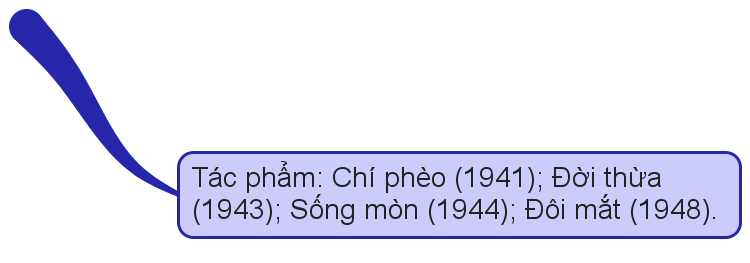 Tác phẩm: Chí phèo (1941); Đời thừa
(1943); Sống mòn (1944); Đôi mắt (1948).